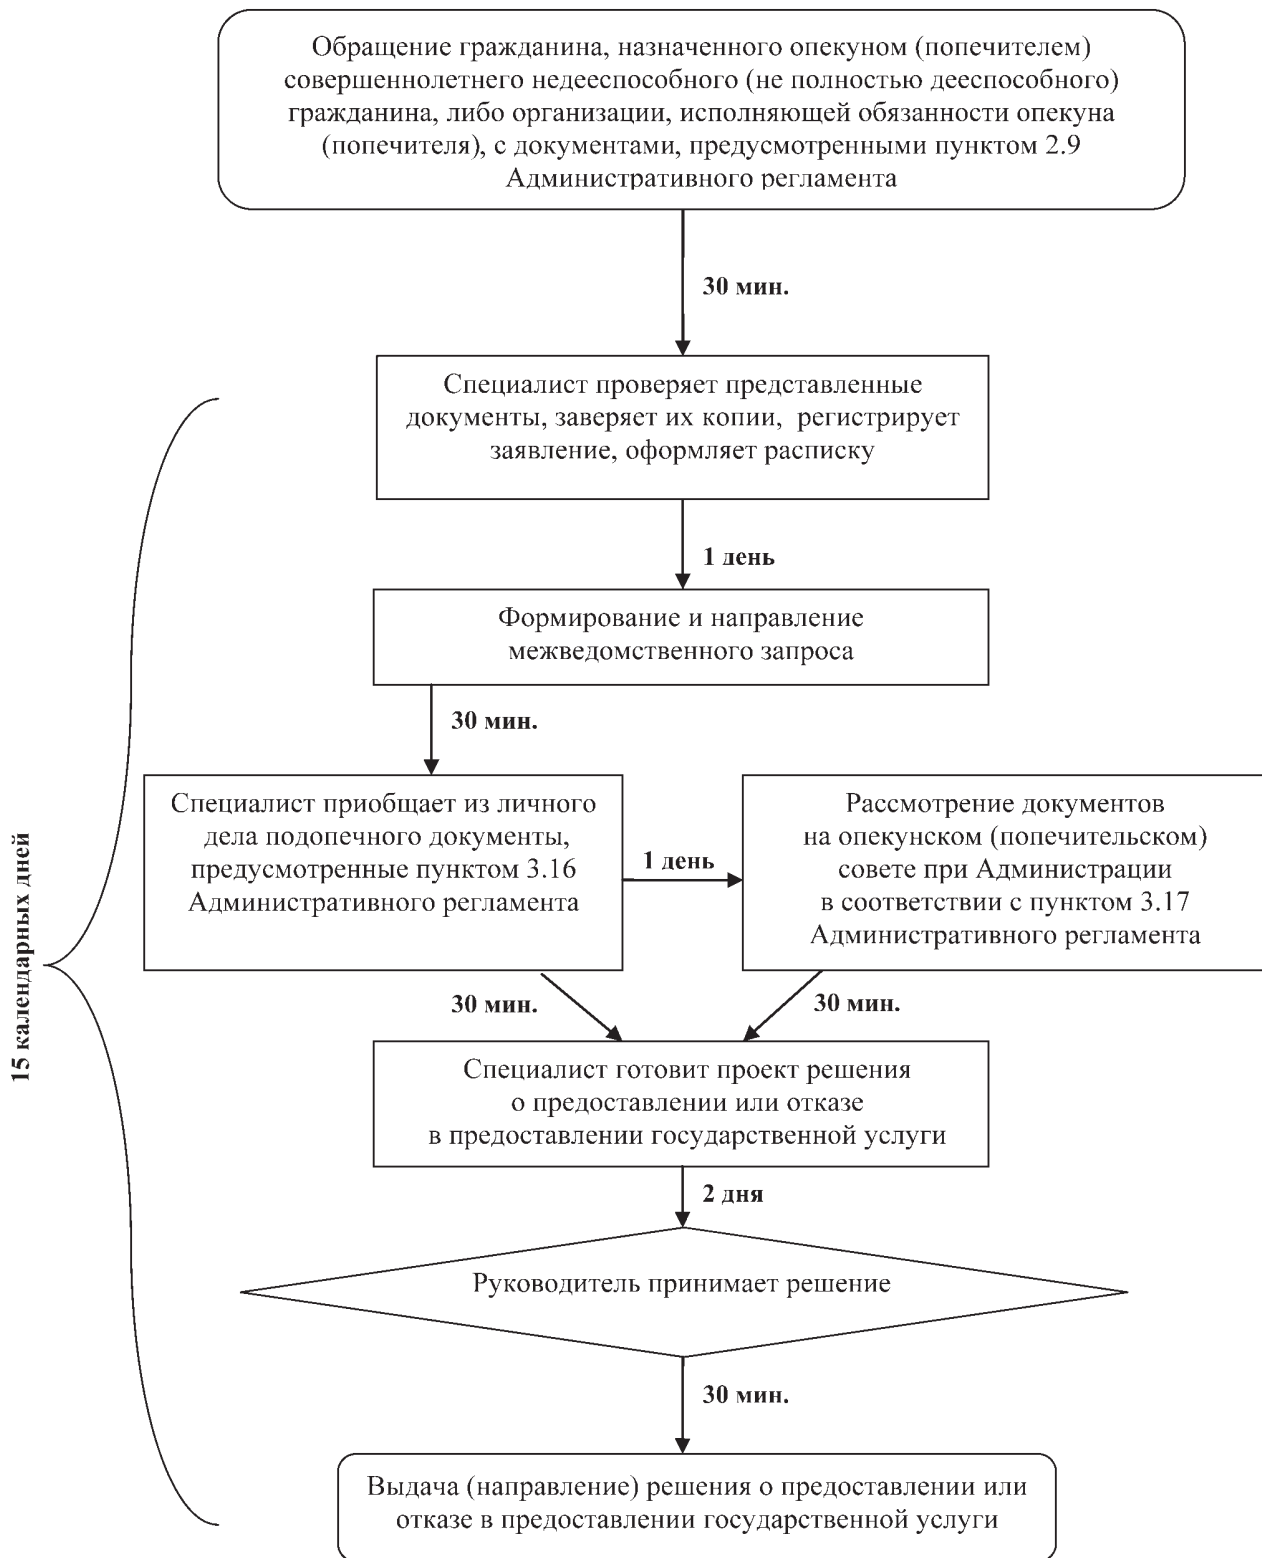 Обращение гражданина, назначенного опекуном (попечителем)
совершеннолетнего недееспособного (не полностью дееспособного)
гражданина, либо организации, исполняющей обязанности опекуна
(попечителя), с документами, предусмотренными пунктом 2.9
Административного регламента
30 мин.
Специалист проверяет представленные
документы, заверяет их копии, регистрирует
заявление, оформляет расписку
1 день
Формирование и направление
межведомственного запроса
30 мин.
Специалист приобщает из личного
дела подопечного документы,
предусмотренные пунктом 3.16
Административного регламента
1 день
Рассмотрение документов
на опекунском (попечительском)
совете при Администрации
в соответствии с пунктом 3.17
Административного регламента
15 календарных дней
30 мин.
30 мин.
Специалист готовит проект решения
о предоставлении или отказе
в предоставлении государственной услуги
2 дня
Руководитель принимает решение
30 мин.
Выдача (направление) решения о предоставлении или
отказе в предоставлении государственной услуги